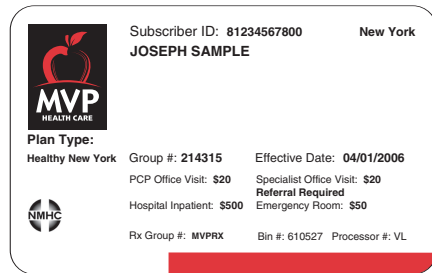 Subscriber ID: 81234567800 New York
JOSEPH SAMPLE
MVP
HEALTH CARE
Plan Type:
Healthy New York Group #: 214315 Effective Date: 04/01/2006
PCP Office Visit: $20 Specialist Office Visit: $20
Referral Required
Hospital Inpatient: $500 Emergency Room: $50
NMHC
Rx Group #: MVPRX Bin #: 610527 Processor #: VL